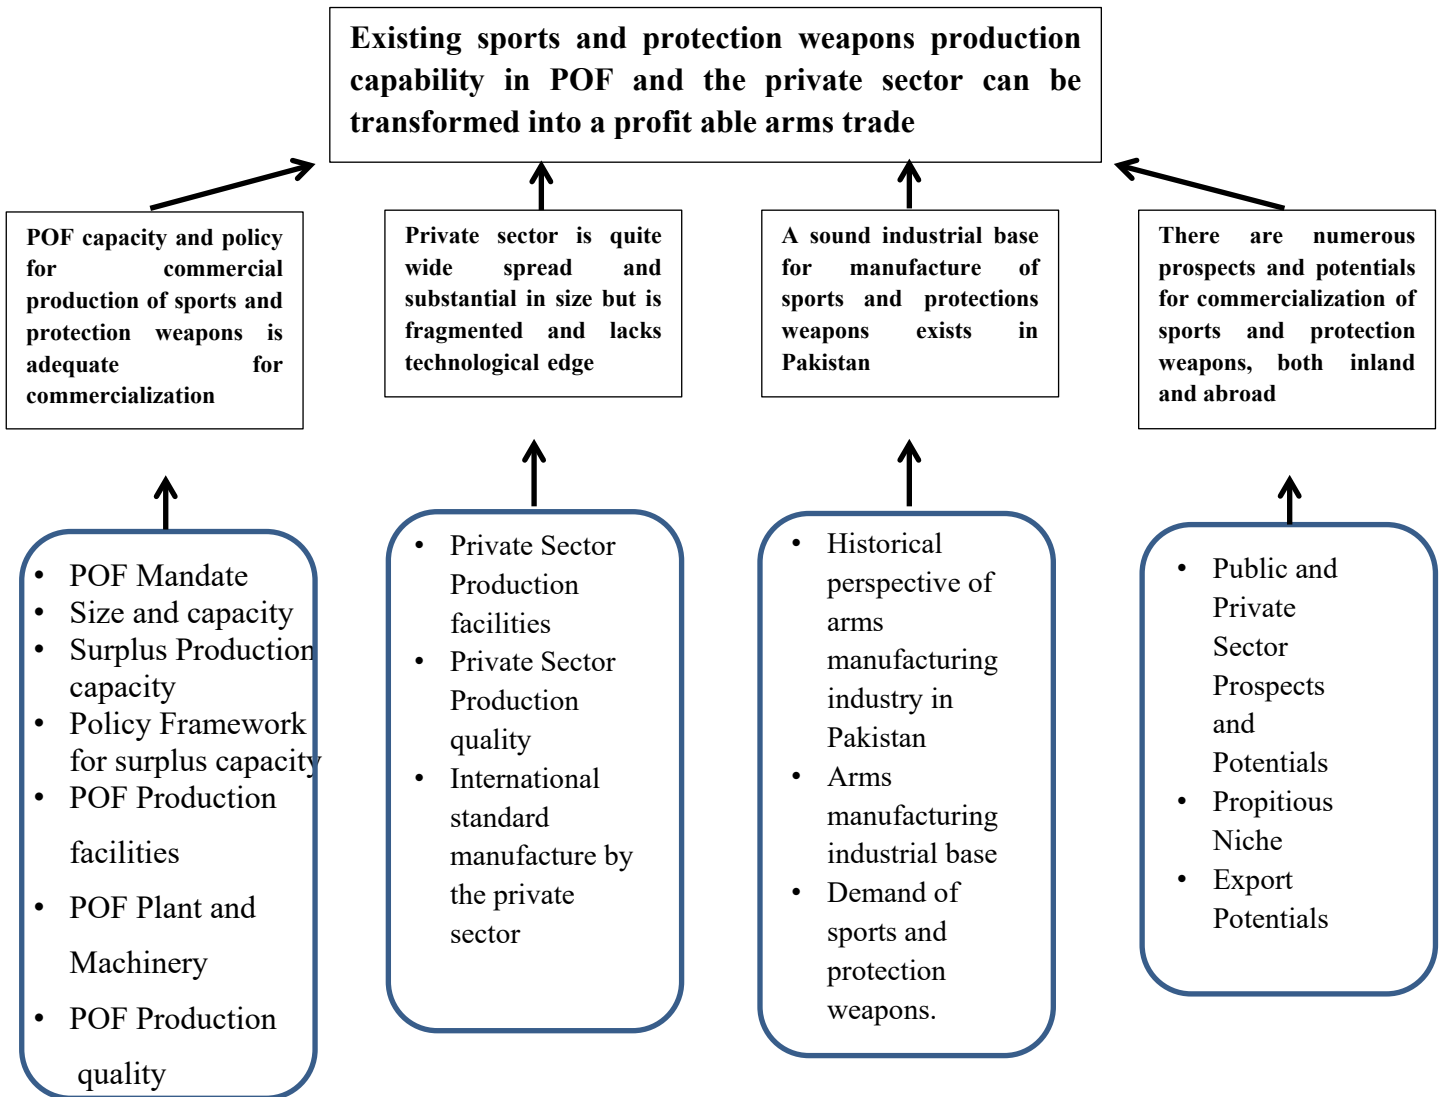 Existing sports and protection weapons production
capability in POF and the private sector can be
transformed into a profit able arms trade
POF capacity and policy
for commercial
production of sports and
protection weapons is
adequate for
commercialization
Private sector is quite
wide spread and
substantial in size but is
fragmented and lacks
technological edge
A sound industrial base
for manufacture of
sports and protections
weapons exists in
Pakistan
There are numerous
prospects and potentials
for commercialization of
sports and protection
weapons, both inland
and abroad
• POF Mandate
• Size and capacity
• Surplus Production
capacity
• Policy Framework
for surplus capacity
• POF Production
facilities
• POF Plant and
Machinery
• POF Production
quality
• Private Sector
Production
facilities
• Private Sector
Production
quality
• International
standard
manufacture by
the private
sector
• Historical
perspective of
arms
manufacturing
industry in
Pakistan
• Arms
manufacturing
industrial base
• Demand of
sports and
protection
weapons.
• Public and
Private
Sector
Prospects
and
Potentials
• Propitious
Niche
• Export
Potentials